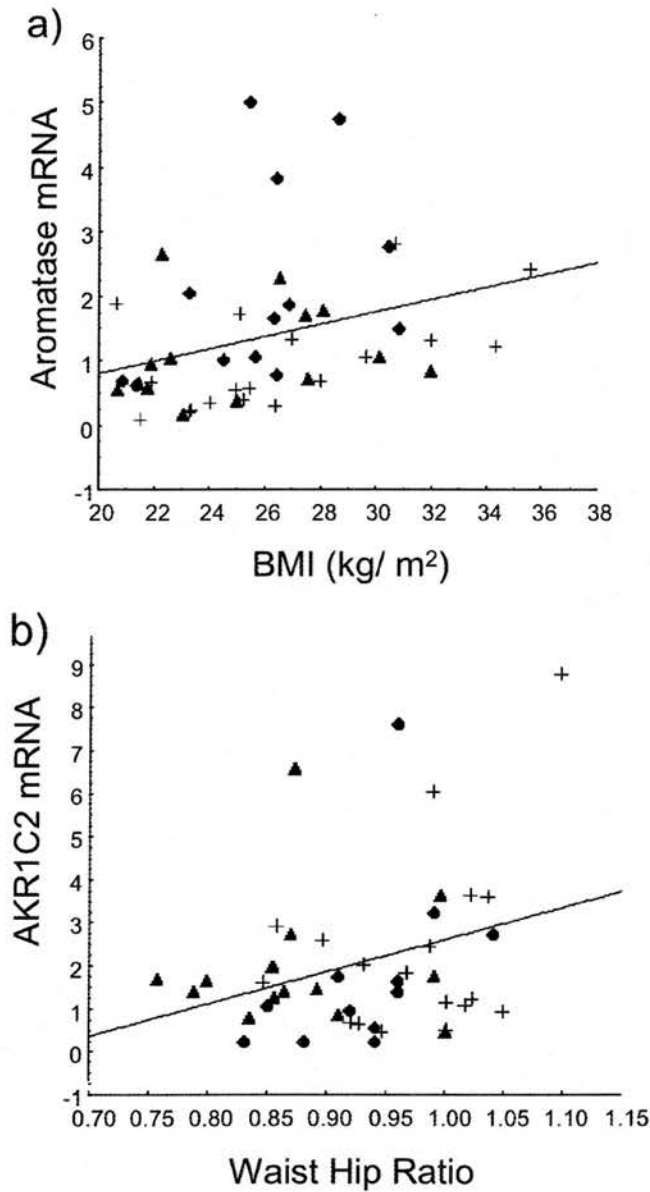 a)
6
5
4
3
2
1
0
-1
20 22 24 26 28 30 32 34 36 38
Aromatase mRNA
BMI (kg/ m²)
b)
9
8
7
6
5
4
3
2
1
0
-1
0.70 0.75 0.80 0.85 0.90 0.95 1.00 1.05 1.10 1.15
AKR1C2 mRNA
Waist Hip Ratio